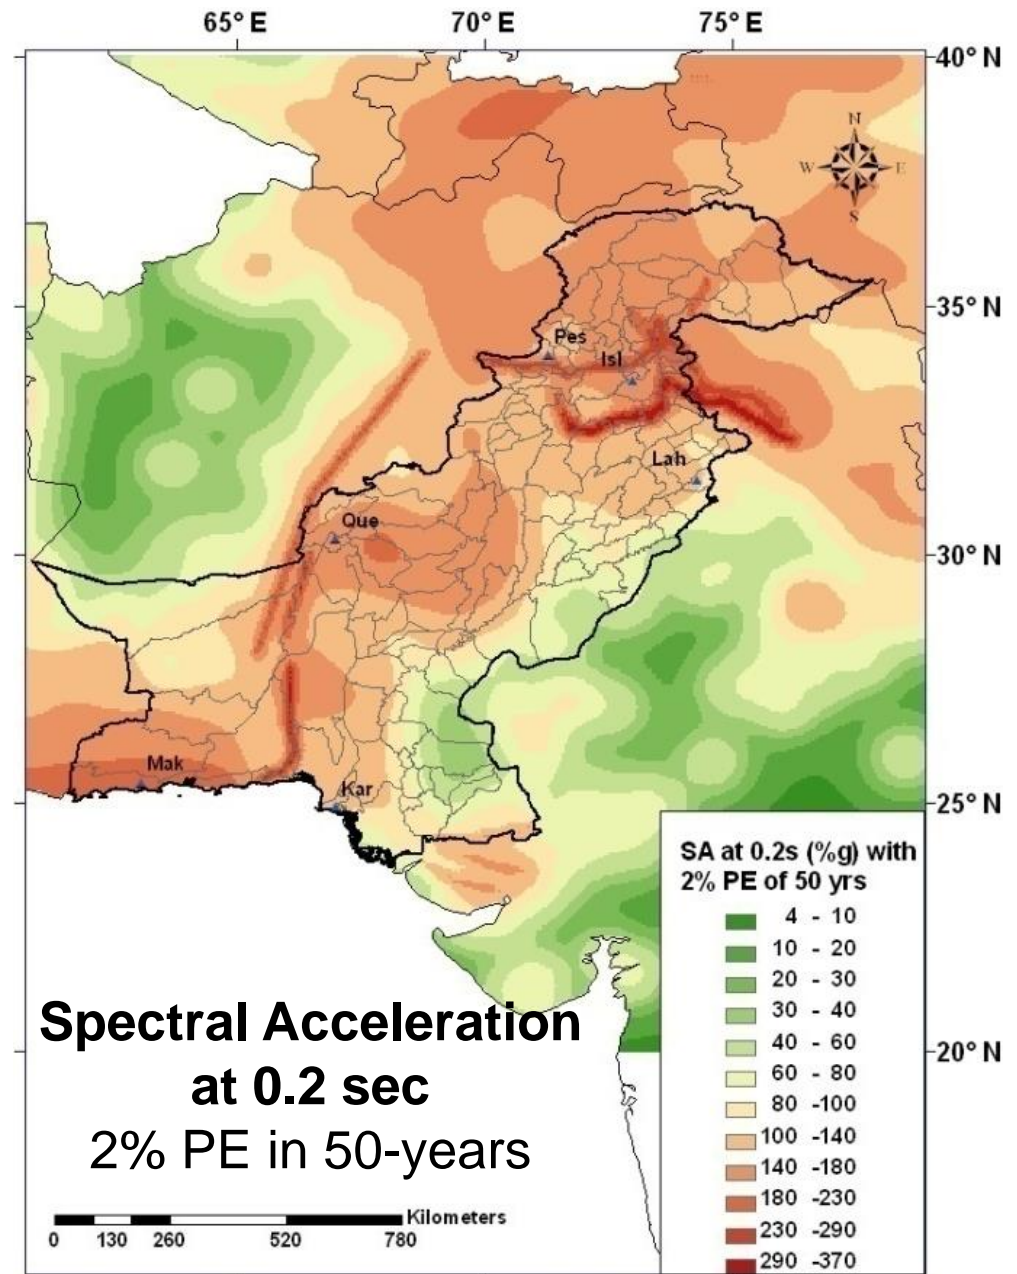 65° E 70° E 75° E
40° N
N
W E
S
35° N
Pes
Isl
Lah
Que
30° N
Mak
Kar
25° N
SA at 0.2s (%g) with
2% PE of 50 yrs
4 - 10
10 - 20
20 - 30
30 - 40
40 - 60
60 - 80
80 -100
100 -140
140 -180
180 -230
230 -290
290 -370
20° N
Spectral Acceleration
at 0.2 sec
2% PE in 50-years
Kilometers
0 130 260 520 780